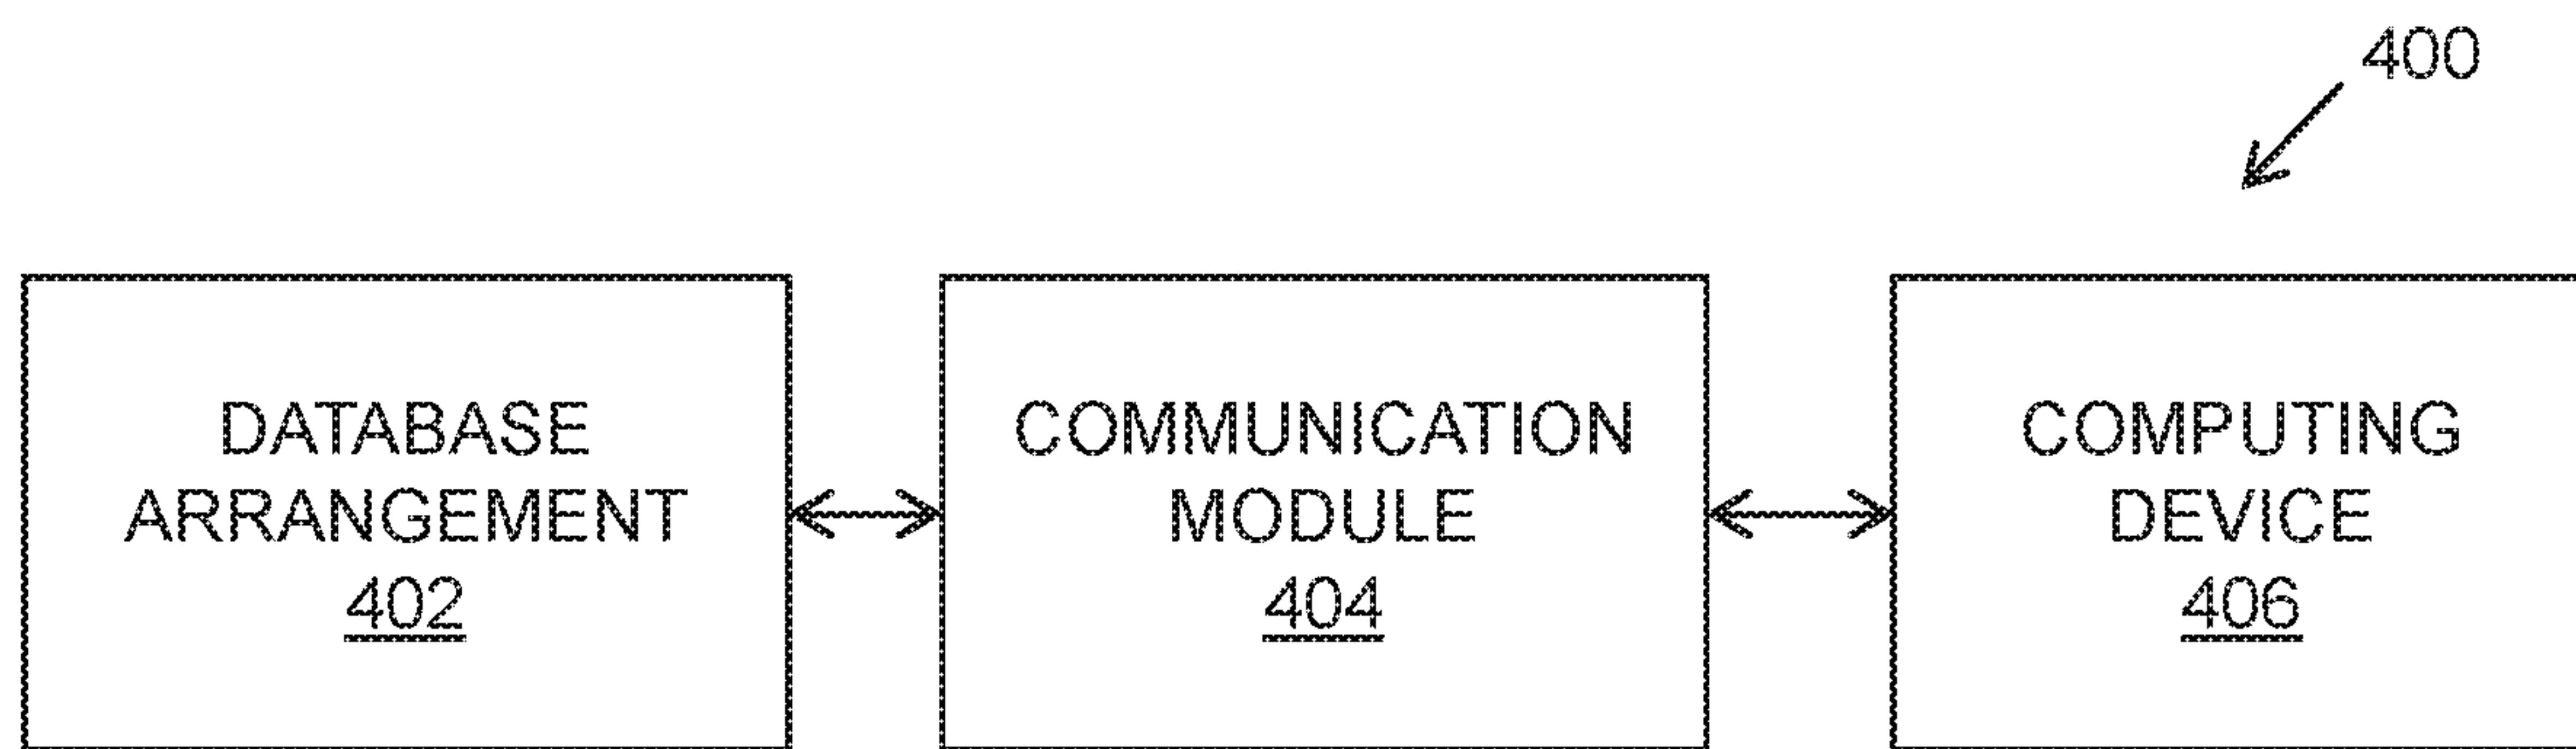 400
DATABASE
ARRANGEMENT
402
COMMUNICATION
MODULE
404
COMPUTING
DEVICE
406